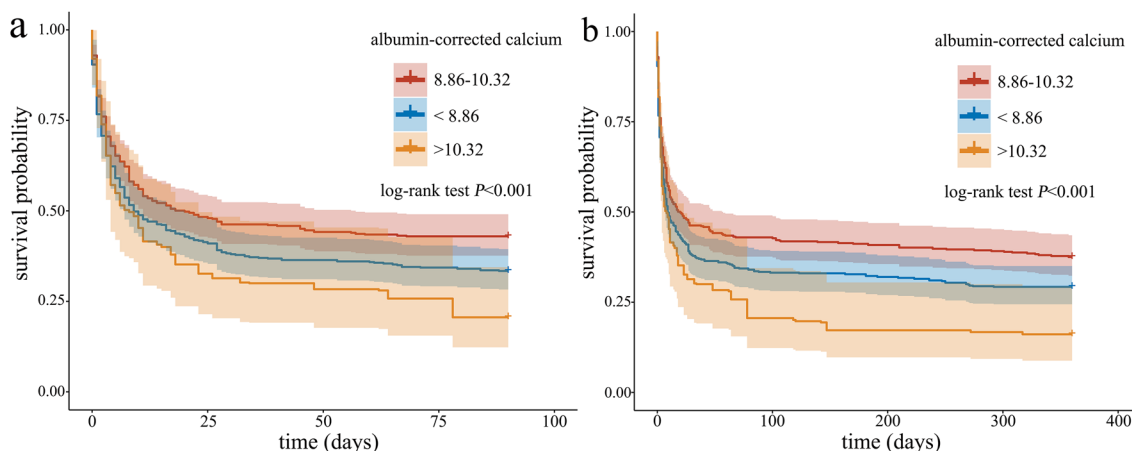 a
albumin-corrected calcium
8.86-10.32
< 8.86
>10.32
log-rank test P<0.001
survival probability
1.00
0.75
0.50
0.25
0.00
0
25
50
75
100
time (days)
b
albumin-corrected calcium
8.86-10.32
< 8.86
>10.32
log-rank test P<0.001
survival probability
1.00
0.75
0.50
0.25
0.00
0
100
200
300
400
time (days)